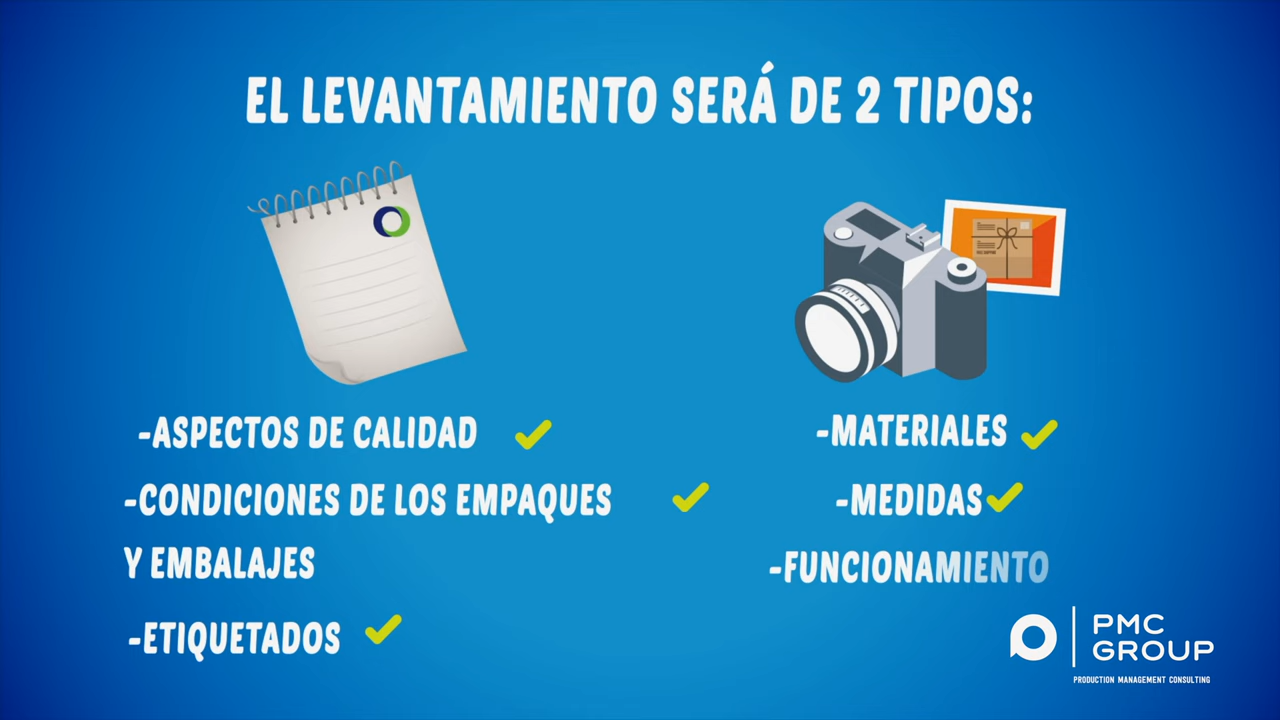 EL LEVANTAMIENTO SERÁ DE 2 TIPOS:
-ASPECTOS DE CALIDAD
-CONDICIONES DE LOS EMPAQUES
Y EMBALAJES
-ETIQUETADOS
-MATERIALES
-MEDIDAS
-FUNCIONAMIENTO
PMC
GROUP
PRODUCTION MANAGEMENT CONSULTING